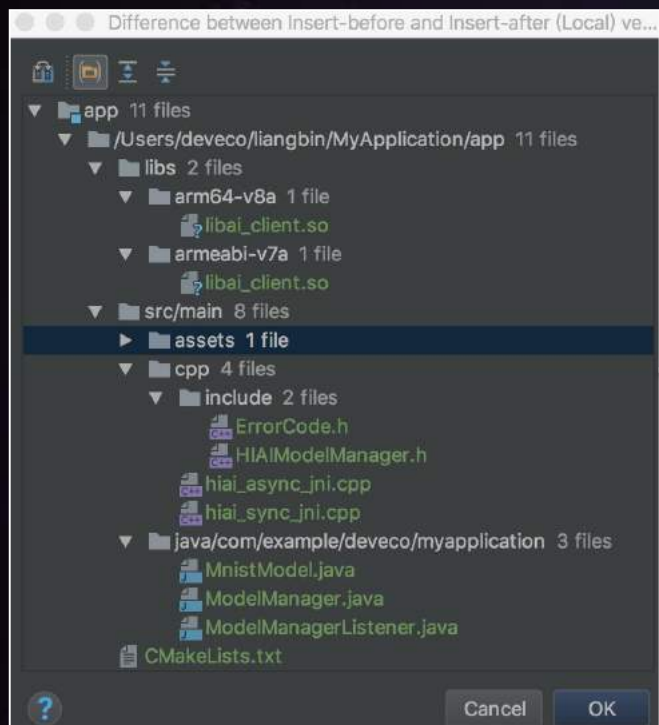 Difference between Insert-before and Insert-after (Local) ve...
app 11 files
/Users/deveco/liangbin/MyApplication/app 11 files
libs 2 files
arm64-v8a 1 file
libai_client.so
armeabi-v7a 1 file
libai_client.so
src/main 8 files
assets 1 file
cpp 4 files
include 2 files
ErrorCode.h
HIAIModelManager.h
hiai_async_jni.cpp
hiai_sync_jni.cpp
java/com/example/deveco/myapplication 3 files
MnistModel.java
ModelManager.java
ModelManagerListener.java
CMakeLists.txt
? Cancel OK